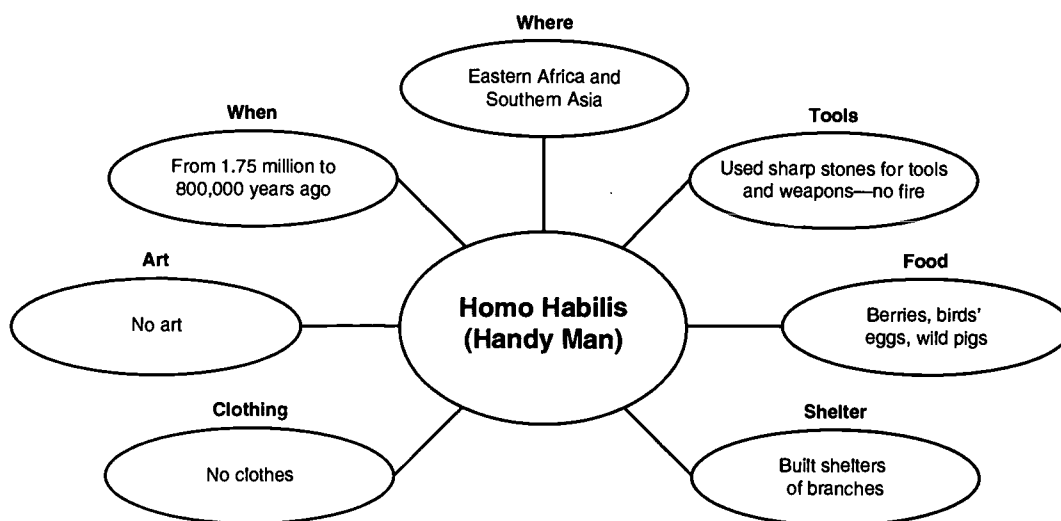 Where
Eastern Africa and
Southern Asia
When
From 1.75 million to
800,000 years ago
Tools
Used sharp stones for tools
and weapons—no fire
Art
No art
Homo Habilis
(Handy Man)
Food
Berries, birds'
eggs, wild pigs
Clothing
No clothes
Shelter
Built shelters
of branches